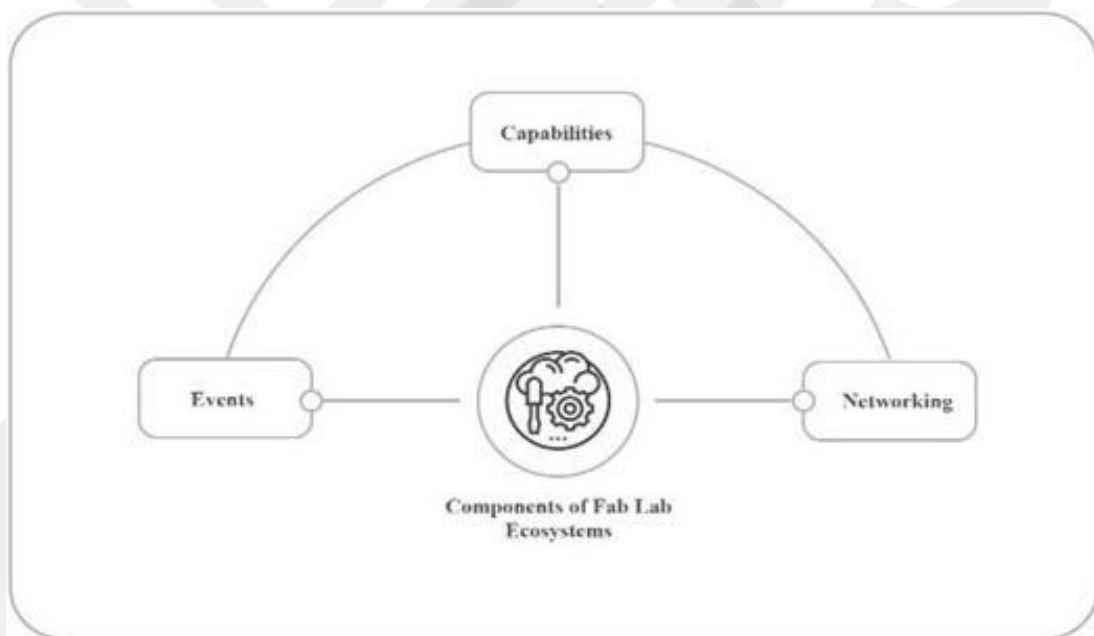 Capabilities
Events
Networking
Components of Fab Lab
Ecosystems